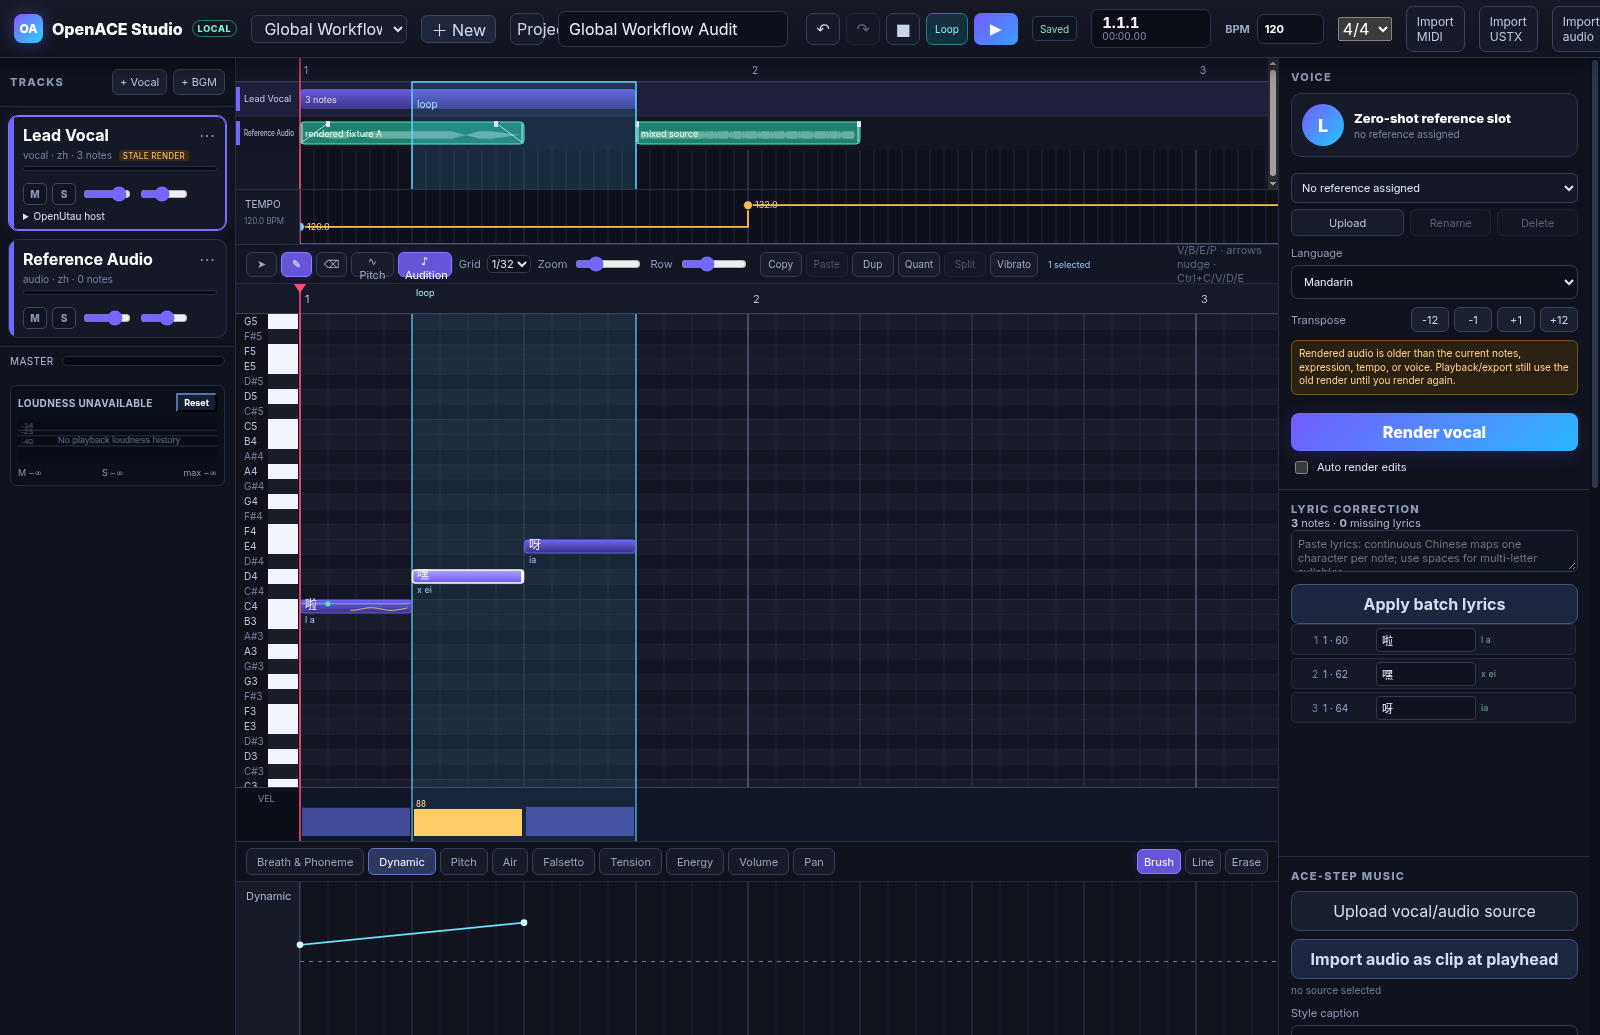 OA OpenACE Studio LOCAL Global Workflow + New Projec Global Workflow Audit ↶ ↷ ■ Loop ▶ Saved 1.1.1 00:00.00 BPM 120 4/4 Import MIDI Import USTX Import audio
TRACKS + Vocal + BGM
Lead Vocal ···
vocal · zh · 3 notes STALE RENDER
M S
▶ OpenUtau host
Reference Audio ···
audio · zh · 0 notes
M S
MASTER
LOUDNESS UNAVAILABLE Reset
-14
-23
-40
No playback loudness history
M −∞ S −∞ max −∞
1 2 3
Lead Vocal 3 notes loop
Reference Audio rendered fixture A mixed source
TEMPO
120.0 BPM
120.0
132.0
➤ ✎ ⌫ ∿ Pitch ♪ Audition Grid 1/32 Zoom Row Copy Paste Dup Quant Split Vibrato 1 selected
V/B/E/P · arrows
nudge ·
Ctrl+C/V/D/E
1 loop 2 3
G5
F#5
F5
E5
D#5
D5
C#5
C5
B4
A#4
A4
G#4
G4
F#4
F4
E4 呀
D#4 ia
D4 嘿
C#4 x ei
C4 啦
B3 l a
A#3
A3
G#3
G3
F#3
F3
E3
D#3
D3
C#3
C3
VEL 88
Breath & Phoneme Dynamic Pitch Air Falsetto Tension Energy Volume Pan Brush Line Erase
Dynamic
VOICE
L Zero-shot reference slot
no reference assigned
No reference assigned
Upload Rename Delete
Language
Mandarin
Transpose -12 -1 +1 +12
Rendered audio is older than the current notes,
expression, tempo, or voice. Playback/export still use the
old render until you render again.
Render vocal
Auto render edits
LYRIC CORRECTION
3 notes · 0 missing lyrics
Paste lyrics: continuous Chinese maps one
character per note; use spaces for multi-letter
syllables
Apply batch lyrics
1 1 · 60 啦 l a
2 1 · 62 嘿 x ei
3 1 · 64 呀 ia
ACE-STEP MUSIC
Upload vocal/audio source
Import audio as clip at playhead
no source selected
Style caption